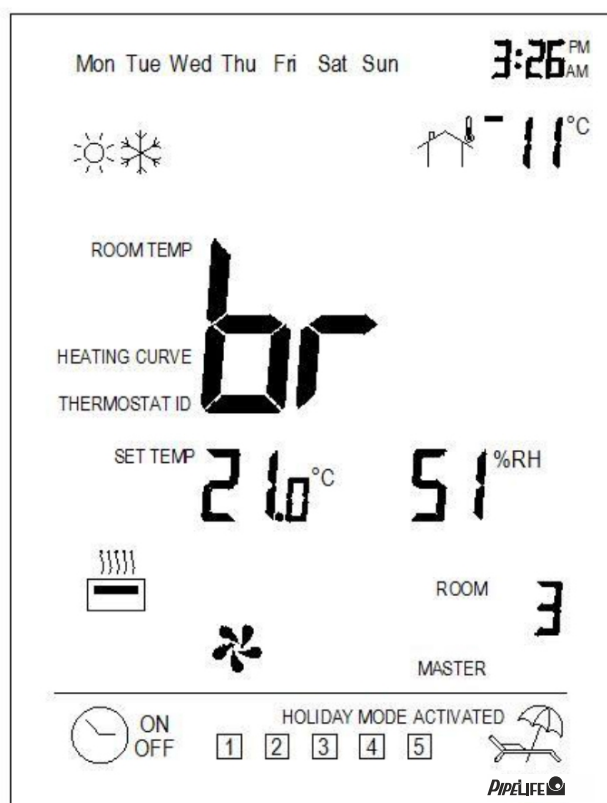 Mon Tue Wed Thu Fri Sat Sun 3:26 PM
AM
-11°C
ROOM TEMP
br
HEATING CURVE
THERMOSTAT ID
SET TEMP 21.0°C 51 %RH
ROOM 3
MASTER
ON
OFF
HOLIDAY MODE ACTIVATED
1 2 3 4 5
PIPELIFE